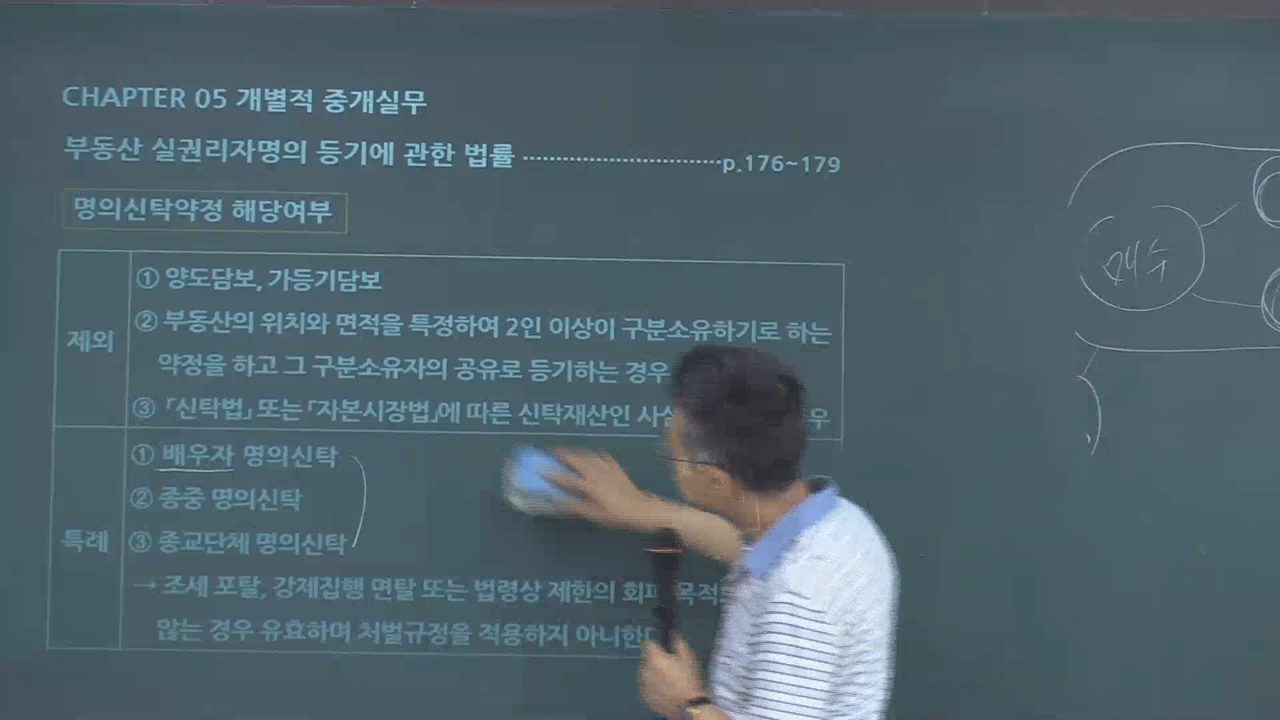 CHAPTER 05 개별적 중개실무
부동산 실권리자명의 등기에 관한 법률 ································p.176~179
명의신탁약정 해당여부
제외
① 양도담보, 가등기담보
② 부동산의 위치와 면적을 특정하여 2인 이상이 구분소유하기로 하는
약정을 하고 그 구분소유자의 공유로 등기하는 경우
③ 「신탁법」 또는 「자본시장법」에 따른 신탁재산인 사실
특례
① 배우자 명의신탁
② 종중 명의신탁
③ 종교단체 명의신탁
→ 조세 포탈, 강제집행 면탈 또는 법령상 제한의 회피 목적
않는 경우 유효하며 처벌규정을 적용하지 아니한다
매수